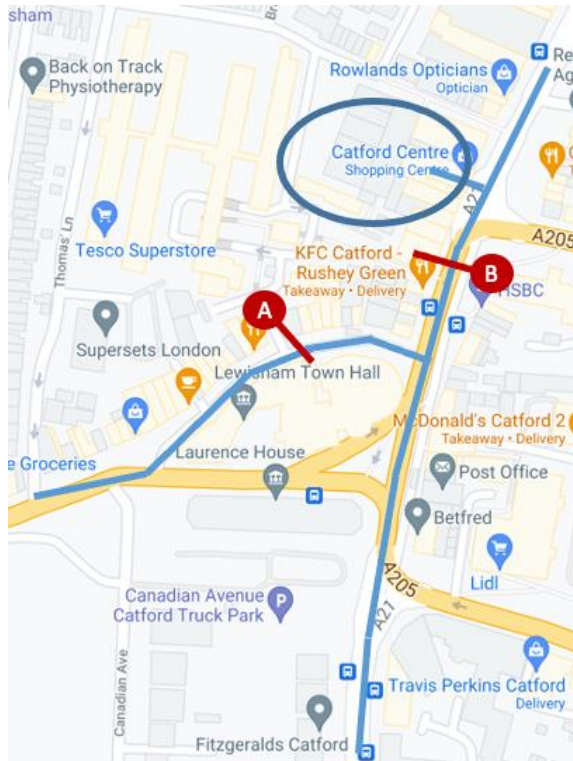 sham
Br
Back on Track
Physiotherapy
Rowlands Opticians
Optician
Re
Ag
Catford Centre
Shopping Centre
A21
C
T
A205
Thomas' Ln
Tesco Superstore
KFC Catford -
Rushey Green
Takeaway • Delivery
B
HSBC
A
Supersets London
Lewisham Town Hall
McDonald's Catford 2
Takeaway • Delivery
Laurence House
e Groceries
Post Office
Betfred
Lidl
A205
A21
Canadian Avenue
Catford Truck Park
Canadian Ave
Travis Perkins Catford
Delivery
Fitzgeralds Catford